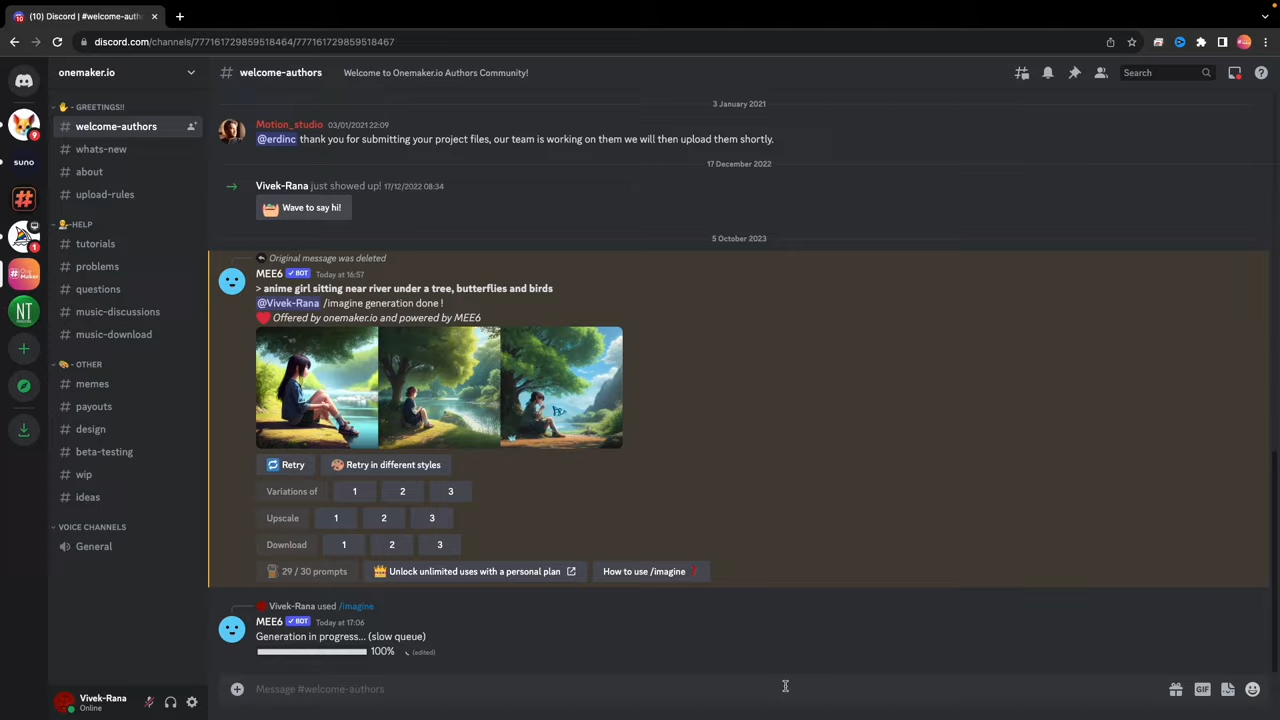 (10) Discord | #welcome-auth
discord.com/channels/777161729859518464/777161729859518467
onemaker.io
welcome-authors
Welcome to Onemaker.io Authors Community!
Search
✋ - GREETINGS!!
welcome-authors
whats-new
about
upload-rules
-HELP
tutorials
problems
questions
music-discussions
music-download
- OTHER
memes
payouts
design
beta-testing
wip
ideas
VOICE CHANNELS
General
9
suno
1
NT
Vivek-Rana
Online
3 January 2021
Motion_studio 03/01/2021 22:09
@erdinc thank you for submitting your project files, our team is working on them we will then upload them shortly.
17 December 2022
Vivek-Rana just showed up! 17/12/2022 08:34
Wave to say hi!
5 October 2023
Original message was deleted
MEE6 ✓ BOT Today at 16:57
> anime girl sitting near river under a tree, butterflies and birds
@Vivek-Rana /imagine generation done !
Offered by onemaker.io and powered by MEE6
Retry Retry in different styles
Variations of 1 2 3
Upscale 1 2 3
Download 1 2 3
29 / 30 prompts Unlock unlimited uses with a personal plan How to use /imagine ❓
Vivek-Rana used /imagine
MEE6 ✓ BOT Today at 17:06
Generation in progress... (slow queue)
100% (edited)
Message #welcome-authors
GIF